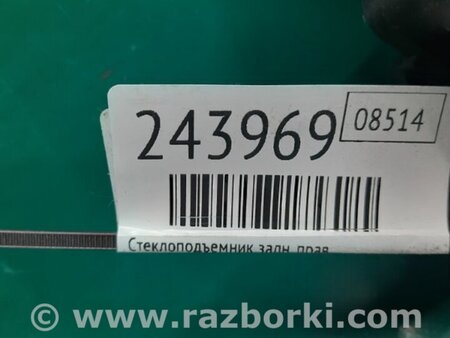 243969
08514
Стеклоподъемник задн. прав
© www.razborki.com